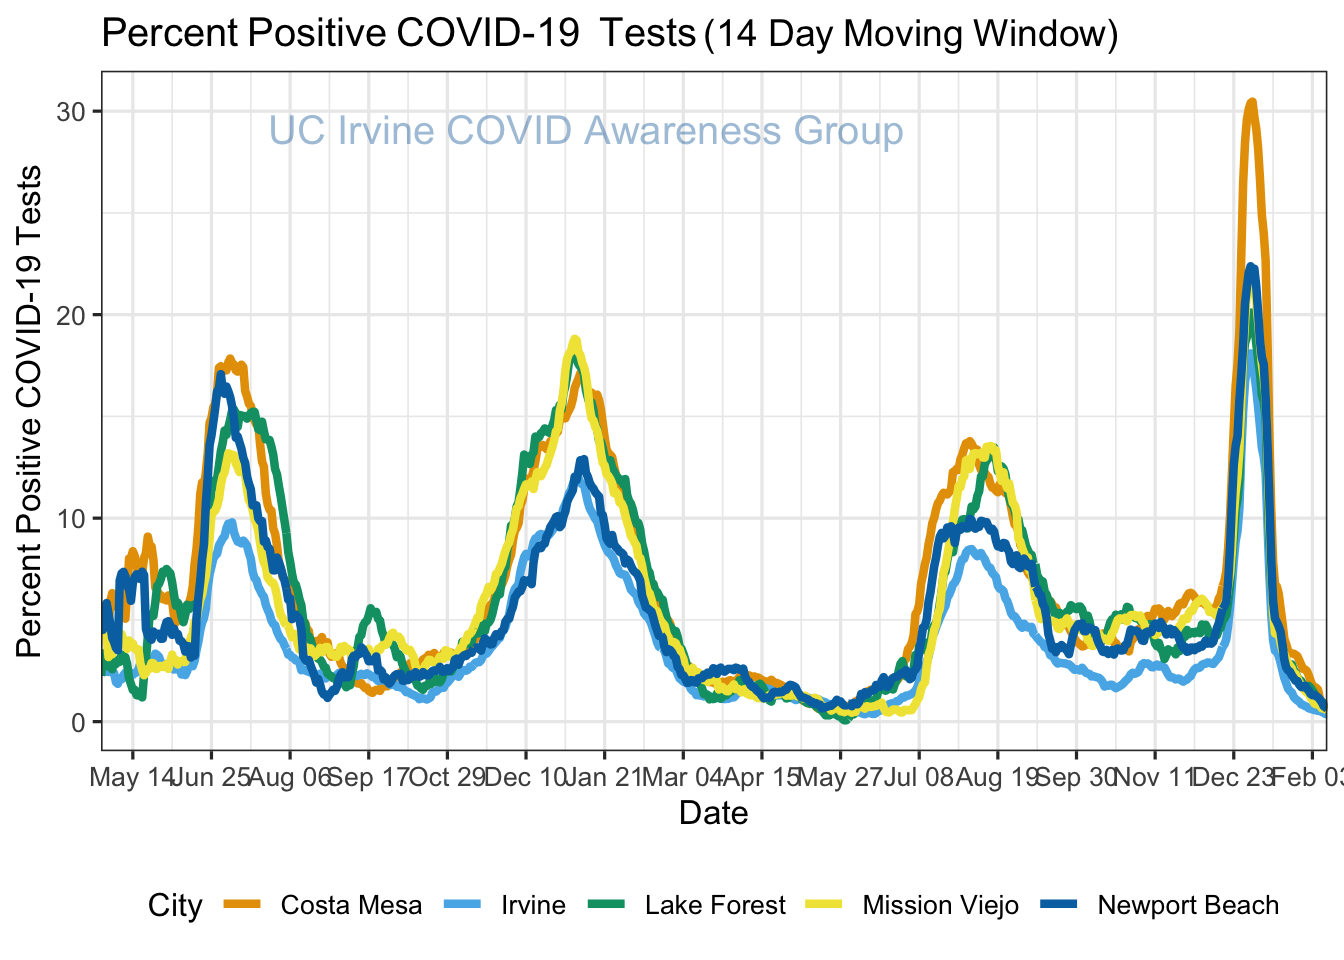 Percent Positive COVID-19 Tests (14 Day Moving Window)
UC Irvine COVID Awareness Group
Percent Positive COVID-19 Tests
30
20
10
0
May 14 Jun 25 Aug 06 Sep 17 Oct 29 Dec 10 Jan 21 Mar 04 Apr 15 May 27 Jul 08 Aug 19 Sep 30 Nov 11 Dec 23 Feb 03
Date
City Costa Mesa Irvine Lake Forest Mission Viejo Newport Beach